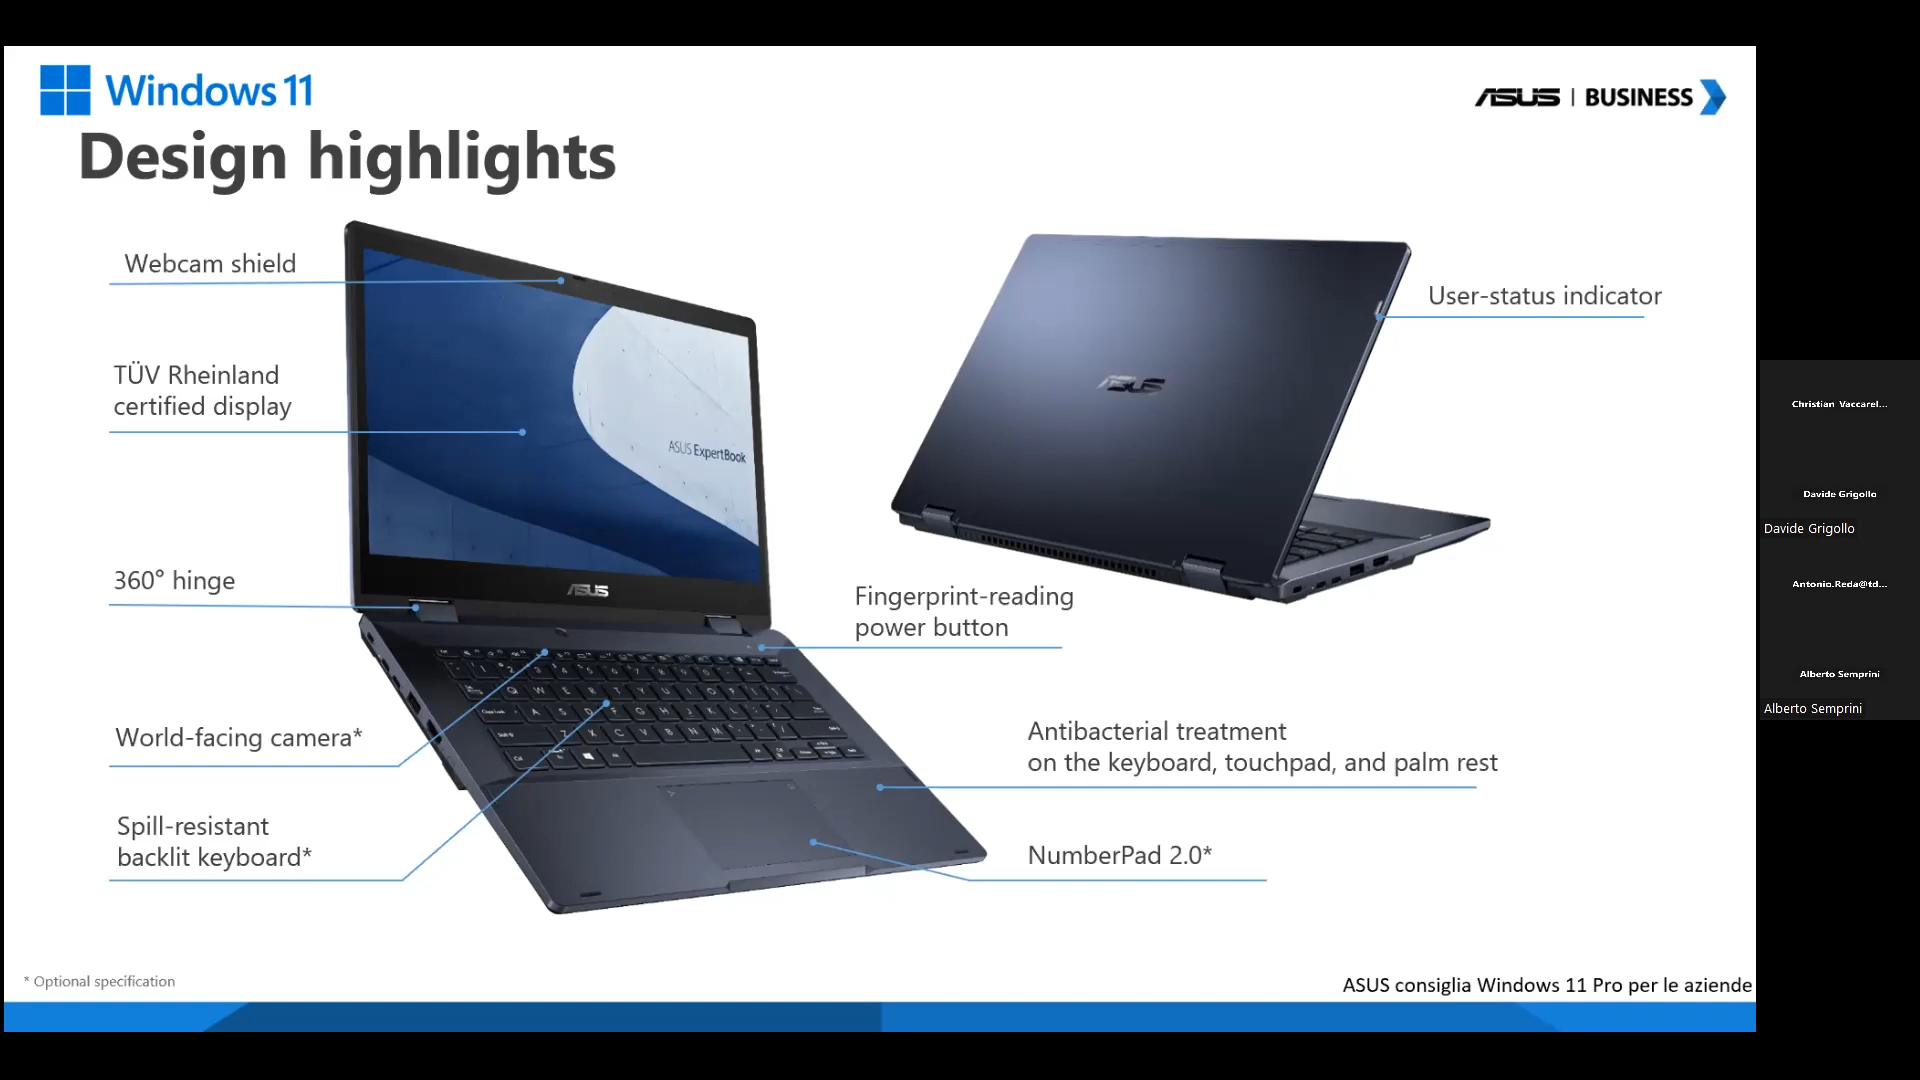 Windows 11
ASUS | BUSINESS
Design highlights
Webcam shield
TÜV Rheinland
certified display
360° hinge
World-facing camera*
Spill-resistant
backlit keyboard*
ASUS ExpertBook
ASUS
ASUS
User-status indicator
Fingerprint-reading
power button
Antibacterial treatment
on the keyboard, touchpad, and palm rest
NumberPad 2.0*
* Optional specification
ASUS consiglia Windows 11 Pro per le aziende
Christian Vaccarel...
Davide Grigollo
Davide Grigollo
Antonio.Reda@td...
Alberto Semprini
Alberto Semprini